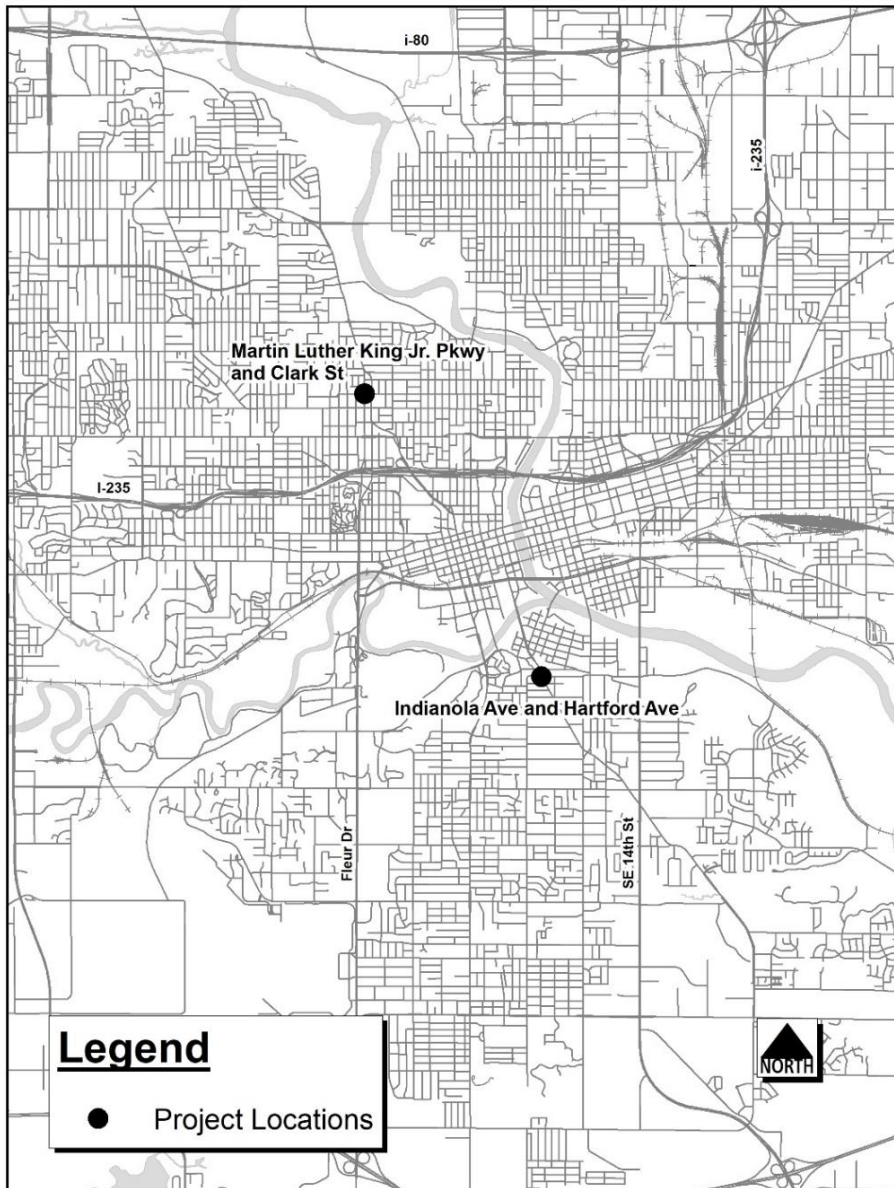 i-80
i-235
Martin Luther King Jr. Pkwy
and Clark St
I-235
Indianola Ave and Hartford Ave
Fleur Dr
SE.14th St
Legend
Project Locations
NORTH